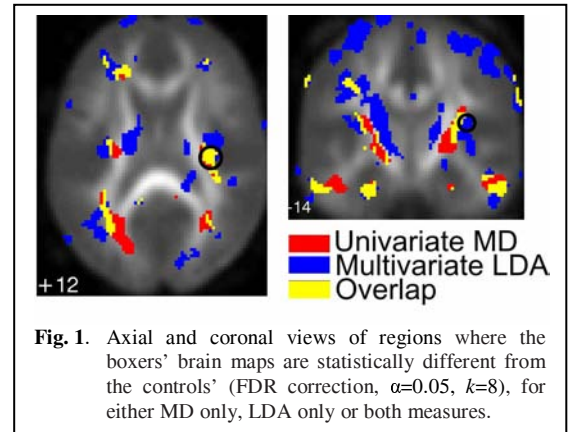 +12
-14
Univariate MD
Multivariate LDA
Overlap
Fig. 1. Axial and coronal views of regions where the
boxers' brain maps are statistically different from
the controls' (FDR correction, α=0.05, k=8), for
either MD only, LDA only or both measures.